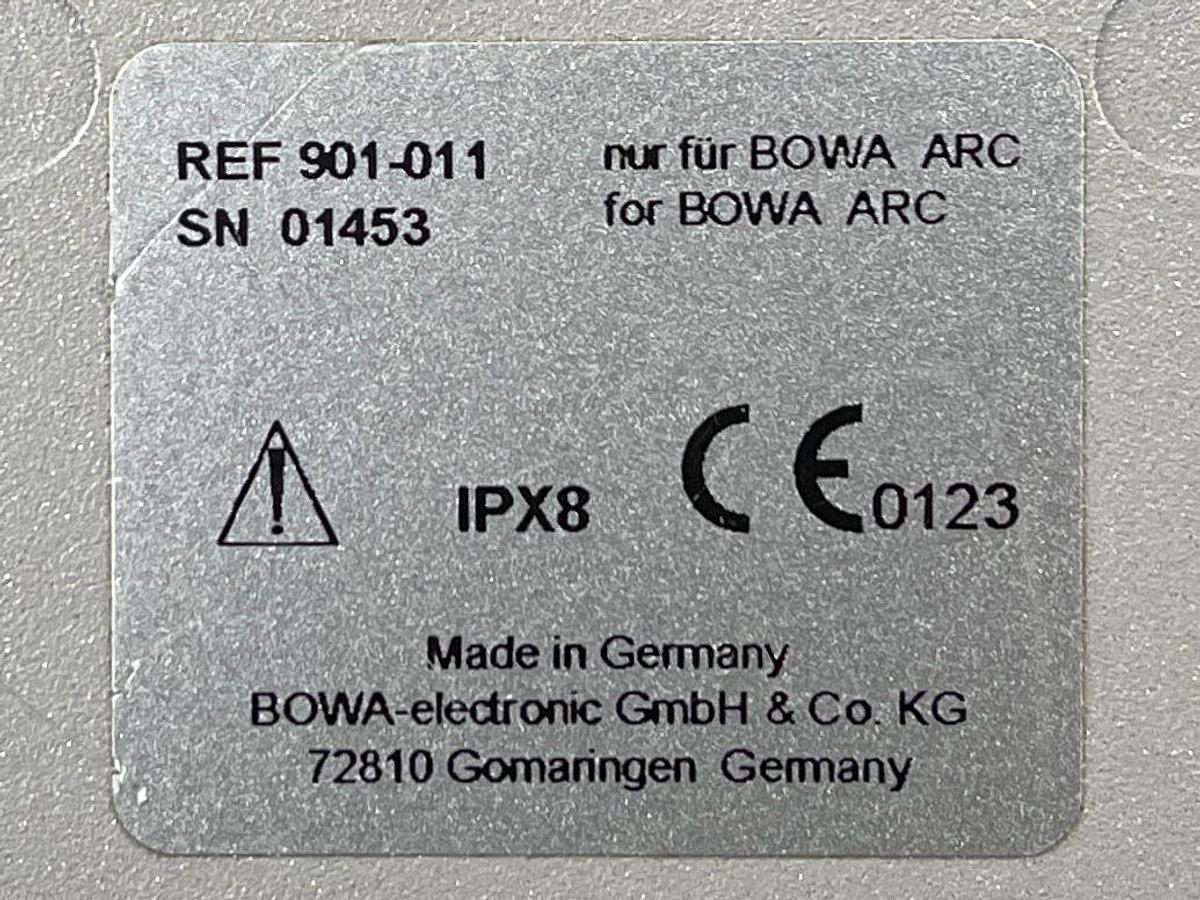 REF 901-011
SN 01453
nur für BOWA ARC
for BOWA ARC
IPX8
CE 0123
Made in Germany
BOWA-electronic GmbH & Co. KG
72810 Gomaringen Germany